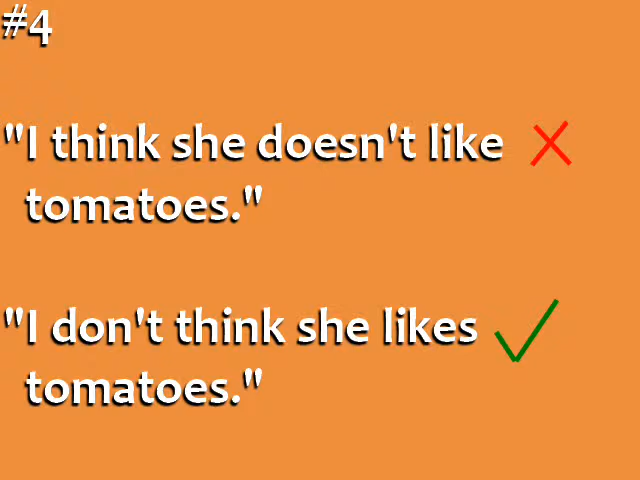 #4
"I think she doesn't like
tomatoes."
"I don't think she likes
tomatoes."